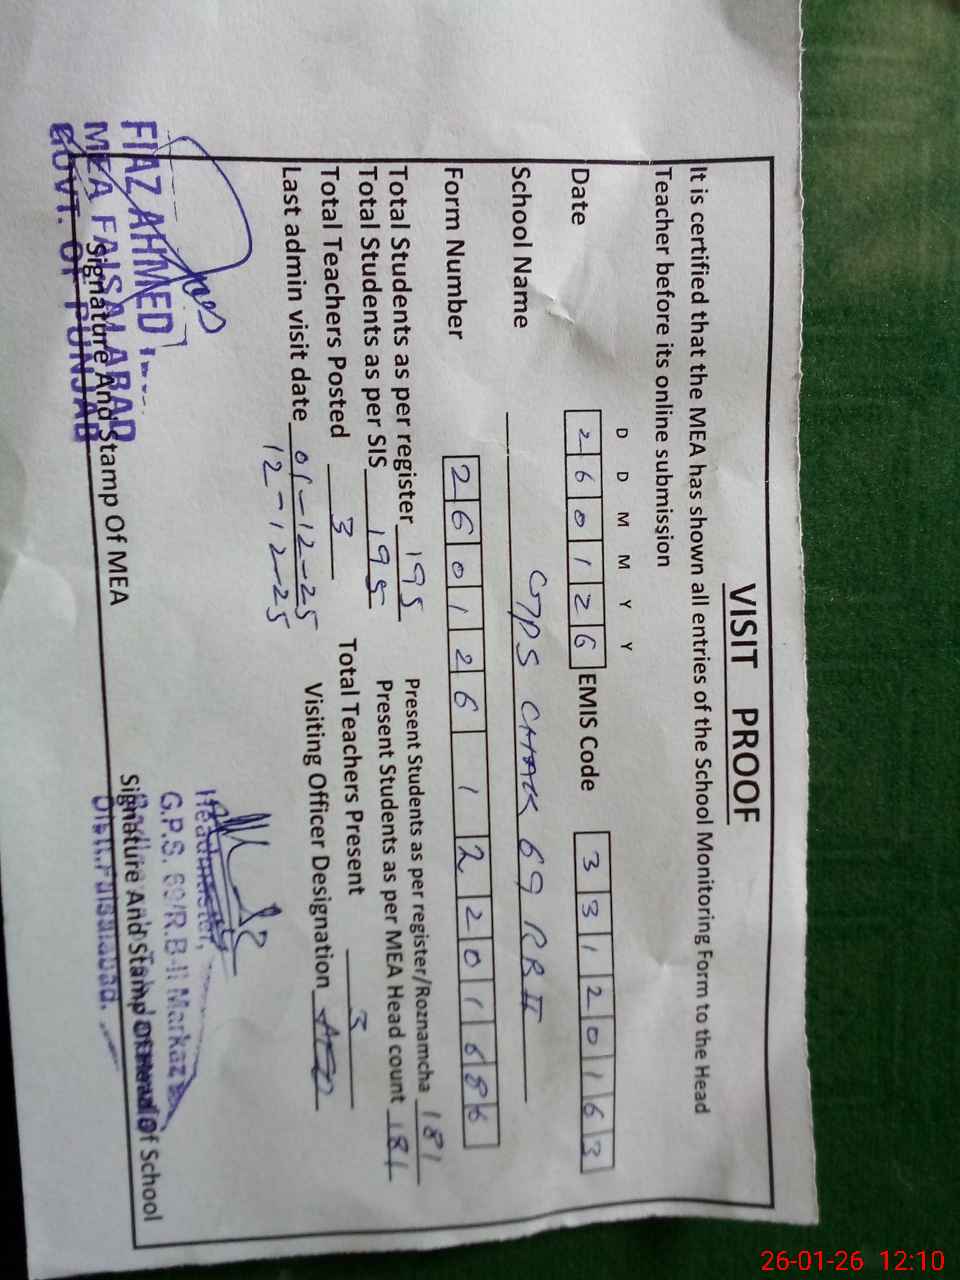 VISIT PROOF
It is certified that the MEA has shown all entries of the School Monitoring Form to the Head
Teacher before its online submission
D D M M Y Y
Date 2 6 0 1 2 6 EMIS Code 3 3 1 2 0 1 6 3
School Name GPS CHAK 69 RB II
Form Number 2 6 0 1 2 6 1 2 2 0 1 6 8 6
Total Students as per register 195 Present Students as per register/Roznamcha 181
Total Students as per SIS 195 Present Students as per MEA Head count 181
Total Teachers Posted 3 Total Teachers Present 3
Last admin visit date 01-12-25 Visiting Officer Designation AEO
12-12-25
FIAZ AHMED
MEA FAISALABAD
GOVT. OF PUNJAB
Signature And Stamp Of MEA
Headmaster,
G.P.S. 69/R.B-II Markaz
Signature And Stamp Of Head Of School
Distt. Faisalabad.
26-01-26 12:10